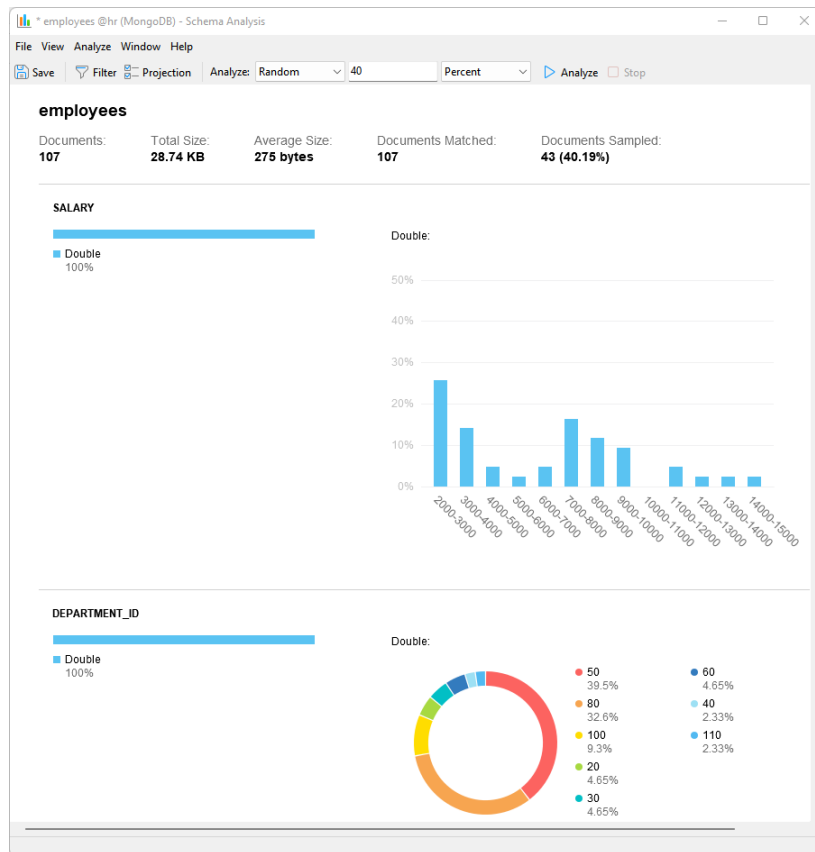 * employees @hr (MongoDB) - Schema Analysis
File View Analyze Window Help
Save Filter Projection Analyze: Random 40 Percent Analyze Stop
employees
Documents: Total Size: Average Size: Documents Matched: Documents Sampled:
107 28.74 KB 275 bytes 107 43 (40.19%)
SALARY
Double
100%
Double:
50%
40%
30%
20%
10%
0%
2000-3000 3000-4000 4000-5000 5000-6000 6000-7000 7000-8000 8000-9000 9000-10000 10000-11000 11000-12000 12000-13000 13000-14000 14000-15000
DEPARTMENT_ID
Double
100%
Double:
50
39.5%
80
32.6%
100
9.3%
20
4.65%
30
4.65%
60
4.65%
40
2.33%
110
2.33%